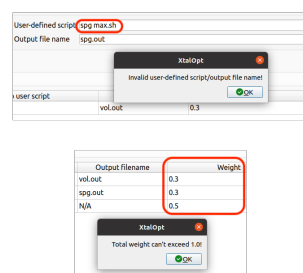 User-defined script spg max.sh
Output file name spg.out
XtalOpt
Invalid user-defined script/output file name!
OK
user script
vol.out 0.3
Output filename Weight
vol.out 0.3
spg.out 0.3
N/A 0.5
XtalOpt
Total weight can't exceed 1.0!
OK